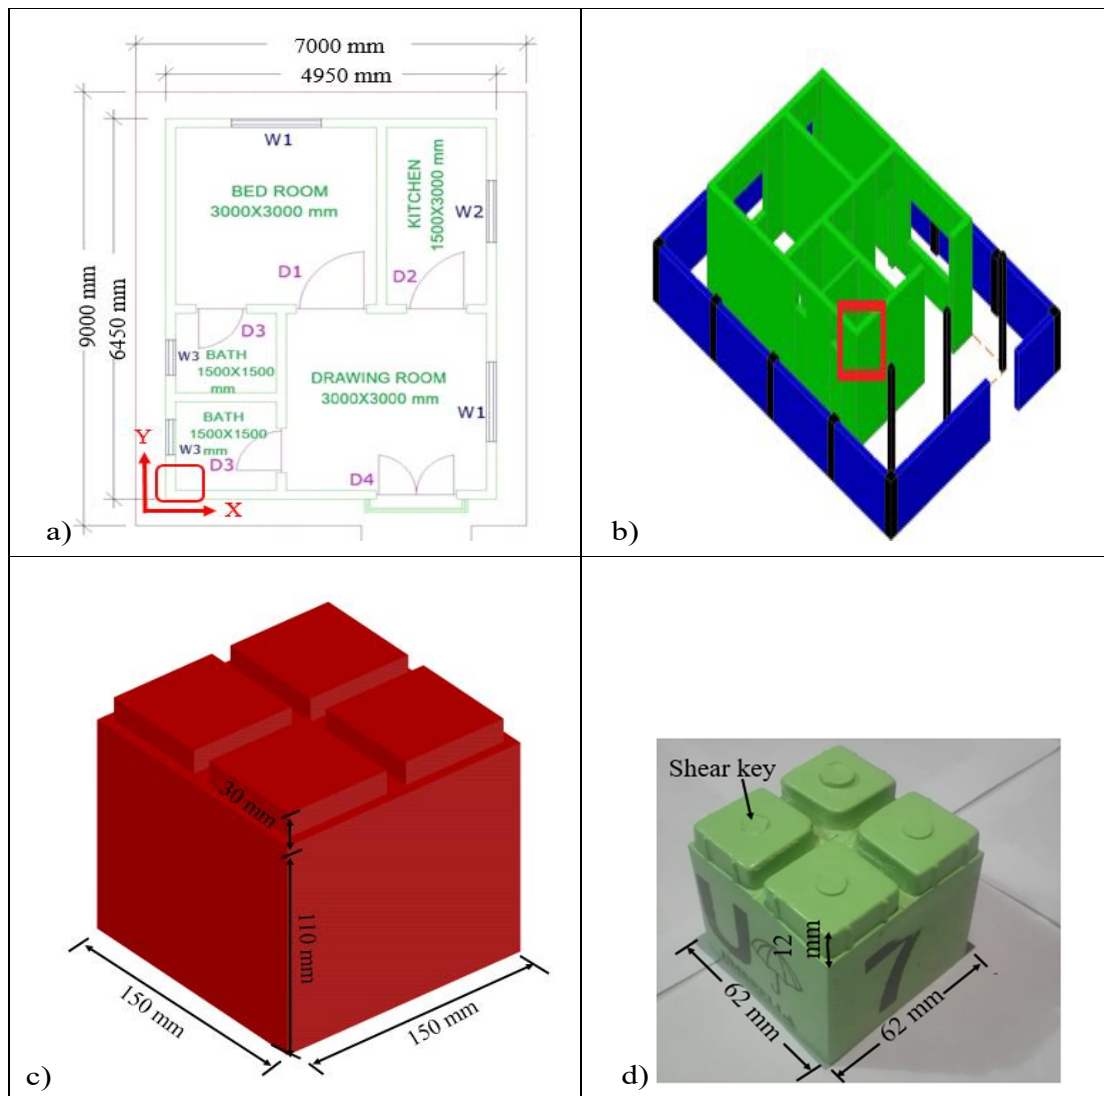 7000 mm
4950 mm
9000 mm
6450 mm
W1
BED ROOM
3000X3000 mm
KITCHEN
1500X3000 mm
W2
D1
D2
D3
W3
BATH
1500X1500
mm
DRAWING ROOM
3000X3000 mm
W1
BATH
1500X1500
mm
W3
D3
D4
Y
X
a)
b)
30 mm
110 mm
150 mm
150 mm
c)
Shear key
U
7
12
mm
62 mm
62 mm
d)